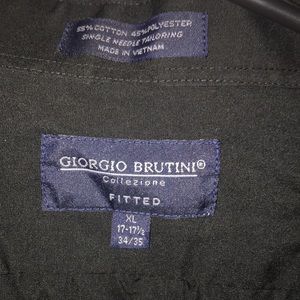 55% COTTON 45% POLYESTER
SINGLE NEEDLE TAILORING
MADE IN VIETNAM
GIORGIO BRUTINI®
Collezione
FITTED
XL
17-17½
34/35